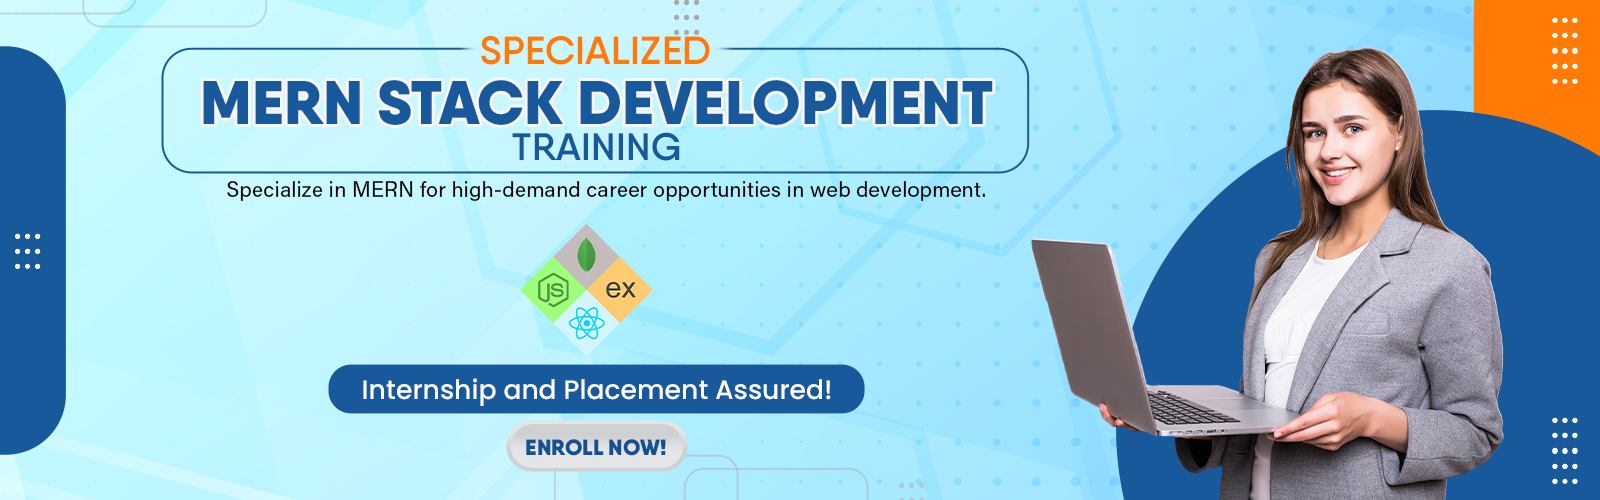 SPECIALIZED
MERN STACK DEVELOPMENT
TRAINING
Specialize in MERN for high-demand career opportunities in web development.
JS
ex
Internship and Placement Assured!
ENROLL NOW!